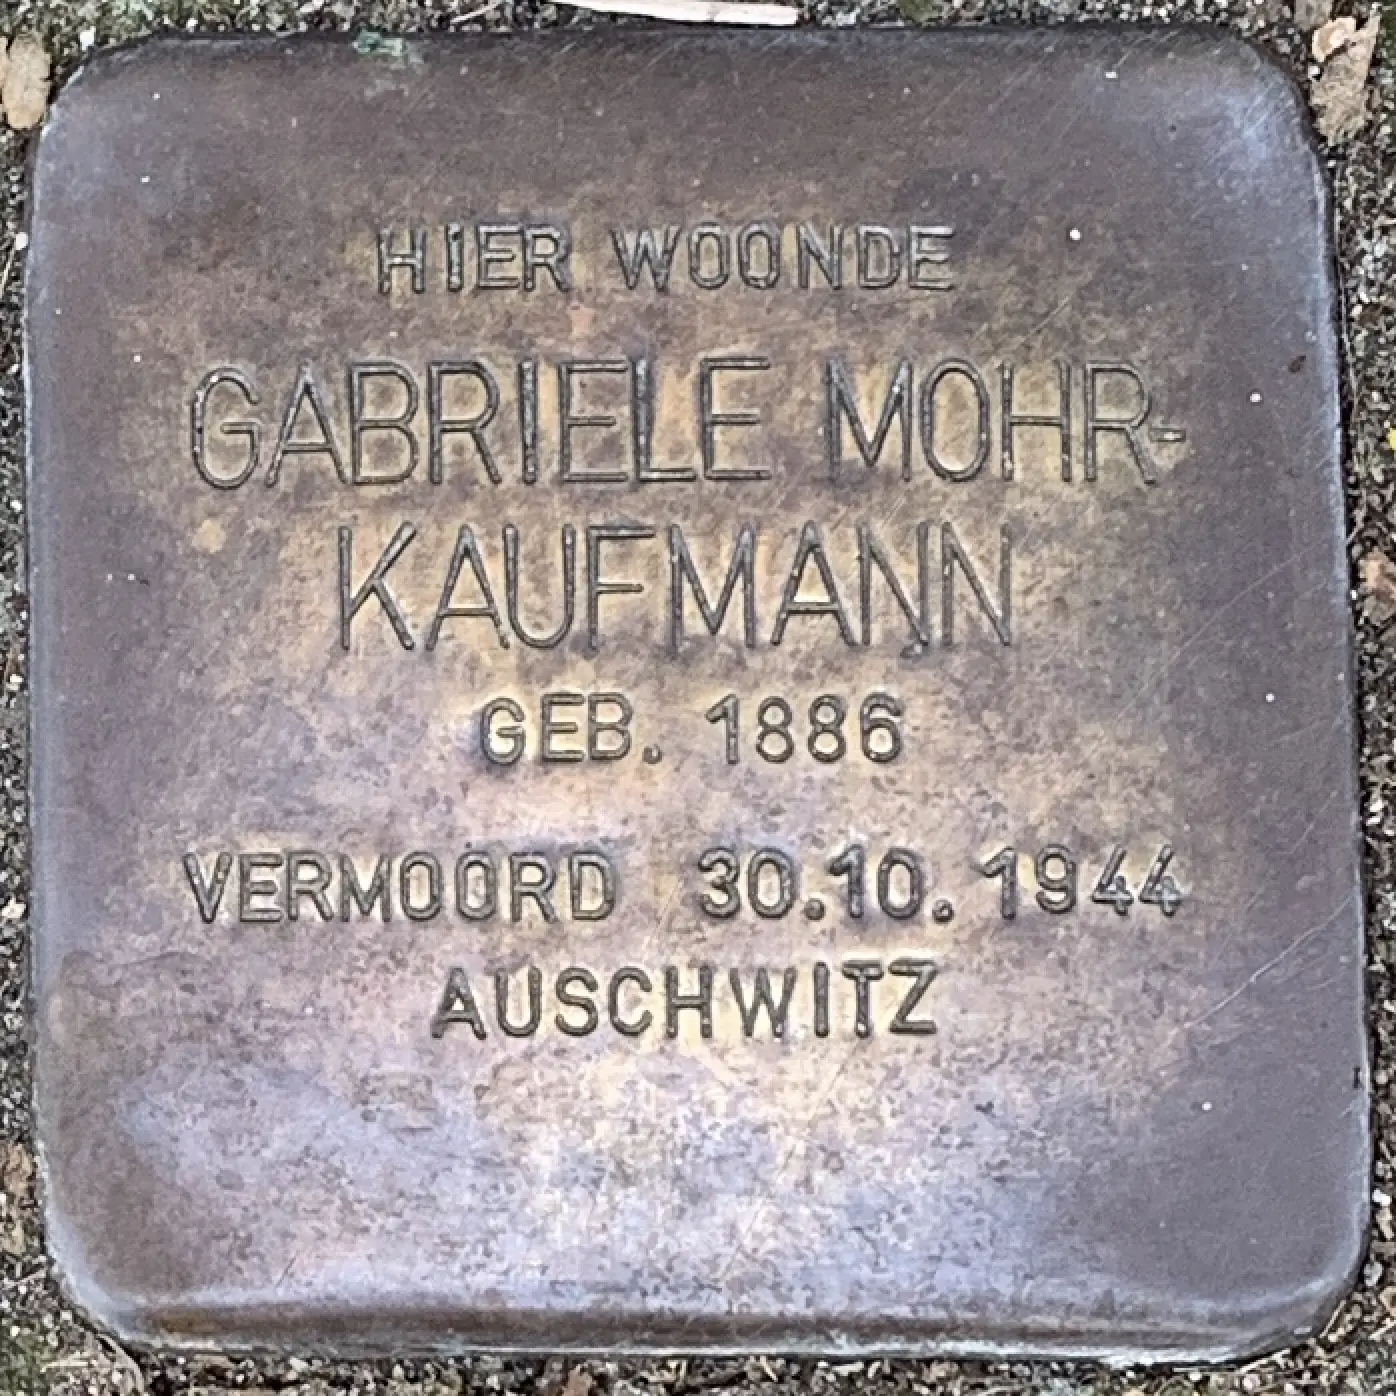 HIER WOONDE
GABRIELE MOHR-
KAUFMANN
GEB. 1886
VERMOORD 30.10.1944
AUSCHWITZ